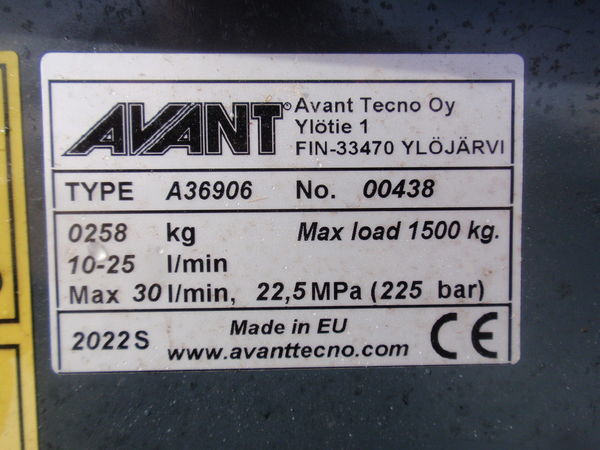 AVANT® Avant Tecno Oy
Ylötie 1
FIN-33470 YLÖJÄRVI
TYPE A36906 No. 00438
0258 kg Max load 1500 kg.
10-25 l/min
Max 30 l/min, 22,5 MPa (225 bar)
2022S Made in EU CE
www.avanttecno.com